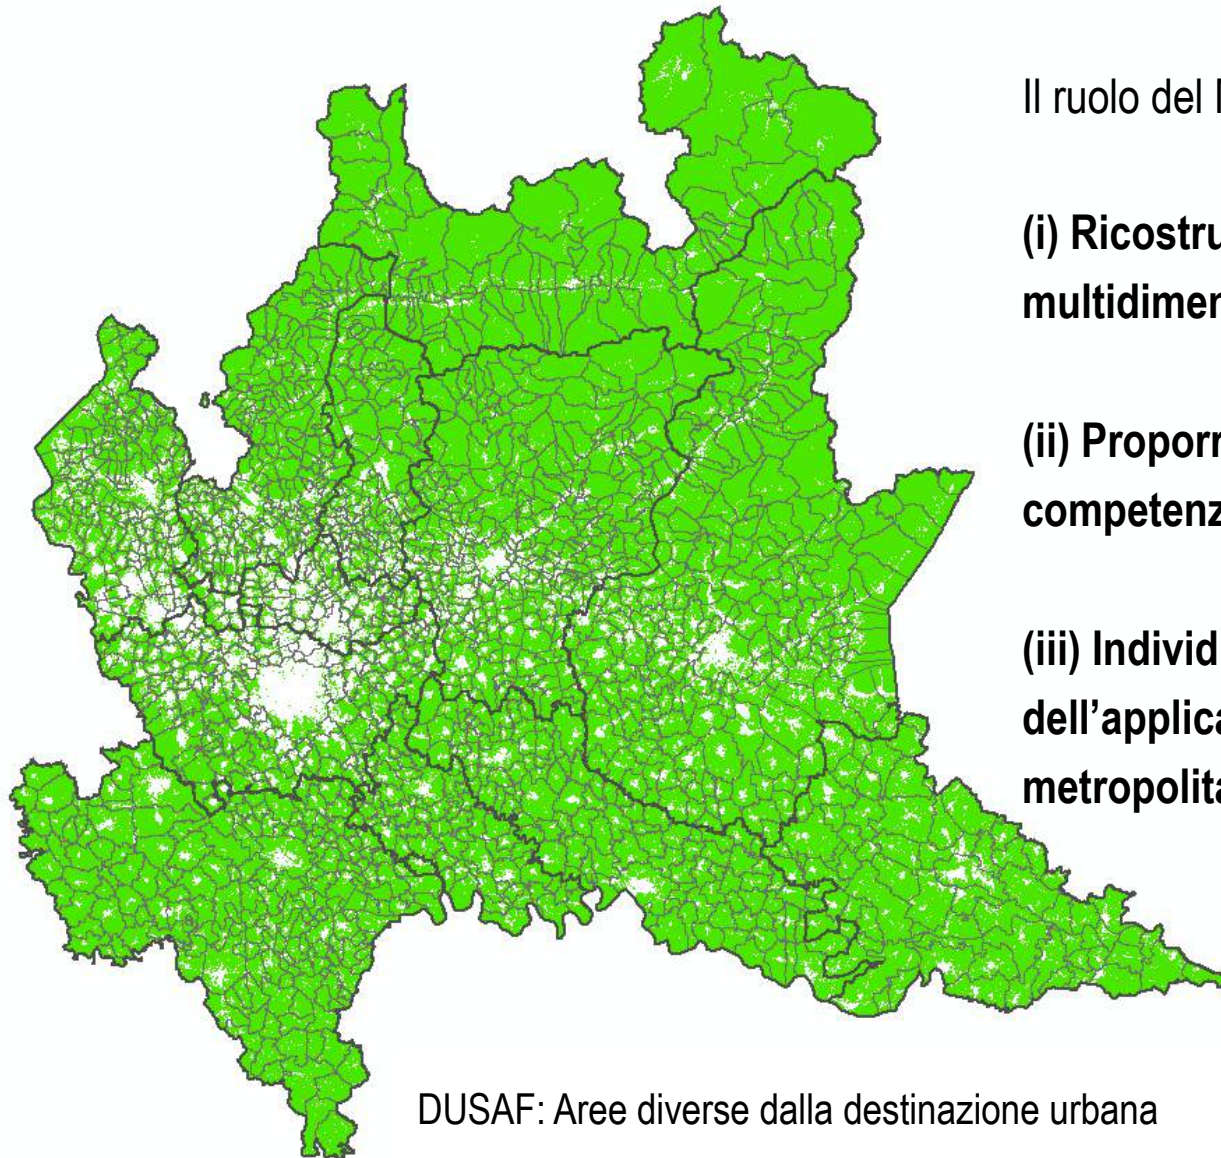 Il ruolo del
(i) Ricostru
multidimen
(ii) Proporr
competenz
(iii) Individ
dell’applica
metropolita
DUSAF: Aree diverse dalla destinazione urbana